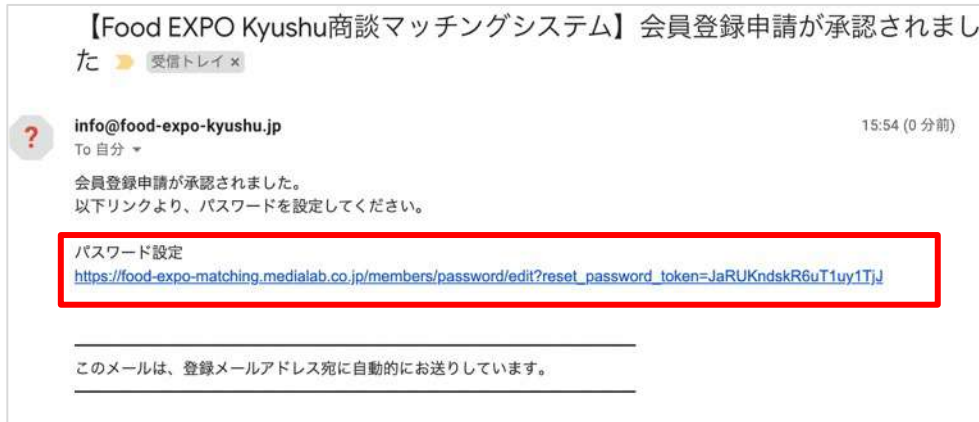 【Food EXPO Kyushu商談マッチングシステム】会員登録申請が承認されまし
た 受信トレイ ×
?
info@food-expo-kyushu.jp 15:54 (0 分前)
To 自分
会員登録申請が承認されました。
以下リンクより、パスワードを設定してください。
パスワード設定
https://food-expo-matching.medialab.co.jp/members/password/edit?reset_password_token=JaRUKndskR6uT1uy1TjJ
このメールは、登録メールアドレス宛に自動的にお送りしています。